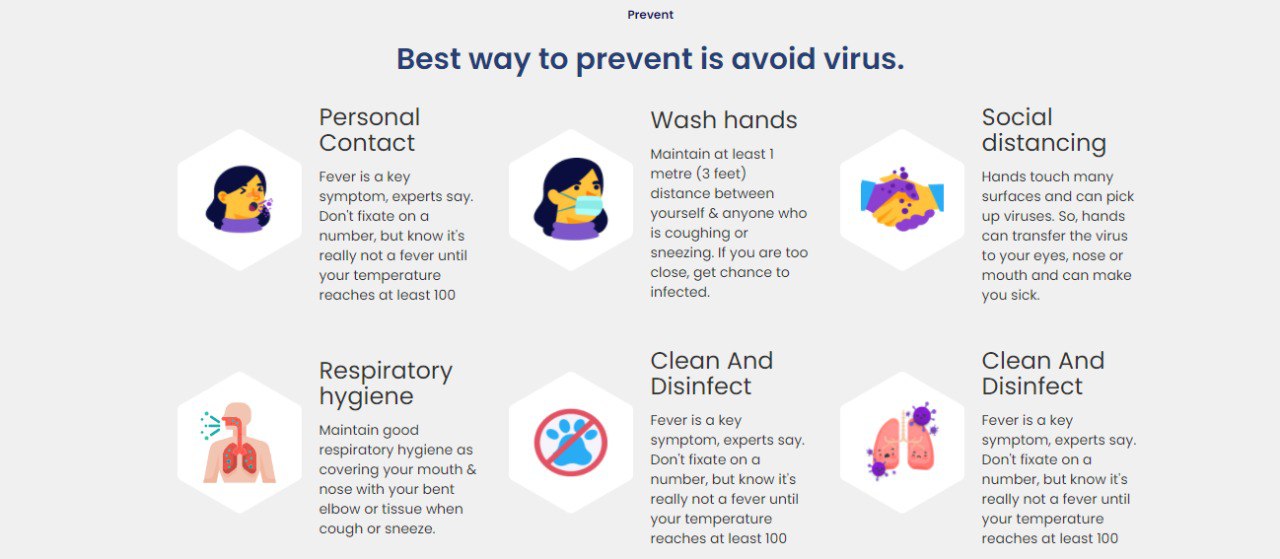 Prevent
Best way to prevent is avoid virus.
Personal
Contact
Fever is a key
symptom, experts say.
Don't fixate on a
number, but know it's
really not a fever until
your temperature
reaches at least 100
Wash hands
Maintain at least 1
metre (3 feet)
distance between
yourself & anyone who
is coughing or
sneezing. If you are too
close, get chance to
infected.
Social
distancing
Hands touch many
surfaces and can pick
up viruses. So, hands
can transfer the virus
to your eyes, nose or
mouth and can make
you sick.
Respiratory
hygiene
Maintain good
respiratory hygiene as
covering your mouth &
nose with your bent
elbow or tissue when
cough or sneeze.
Clean And
Disinfect
Fever is a key
symptom, experts say.
Don't fixate on a
number, but know it's
really not a fever until
your temperature
reaches at least 100
Clean And
Disinfect
Fever is a key
symptom, experts say.
Don't fixate on a
number, but know it's
really not a fever until
your temperature
reaches at least 100